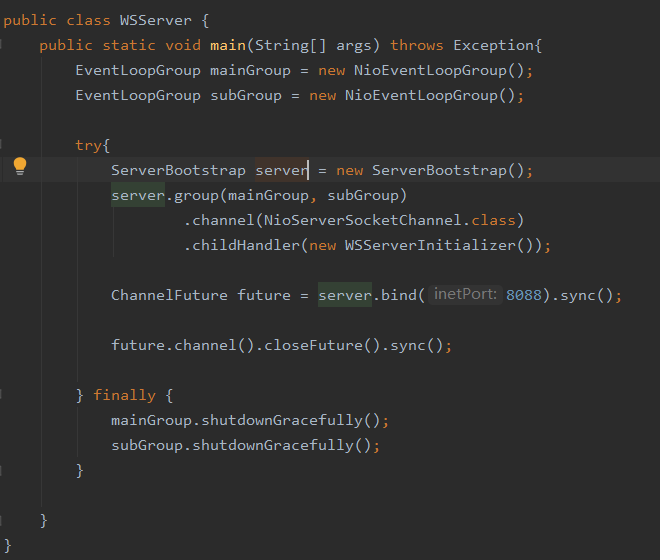 public class WSServer {
public static void main(String[] args) throws Exception{
EventLoopGroup mainGroup = new NioEventLoopGroup();
EventLoopGroup subGroup = new NioEventLoopGroup();
try{
ServerBootstrap server = new ServerBootstrap();
server.group(mainGroup, subGroup)
.channel(NioServerSocketChannel.class)
.childHandler(new WSServerInitializer());
ChannelFuture future = server.bind( inetPort: 8088).sync();
future.channel().closeFuture().sync();
} finally {
mainGroup.shutdownGracefully();
subGroup.shutdownGracefully();
}
}
}